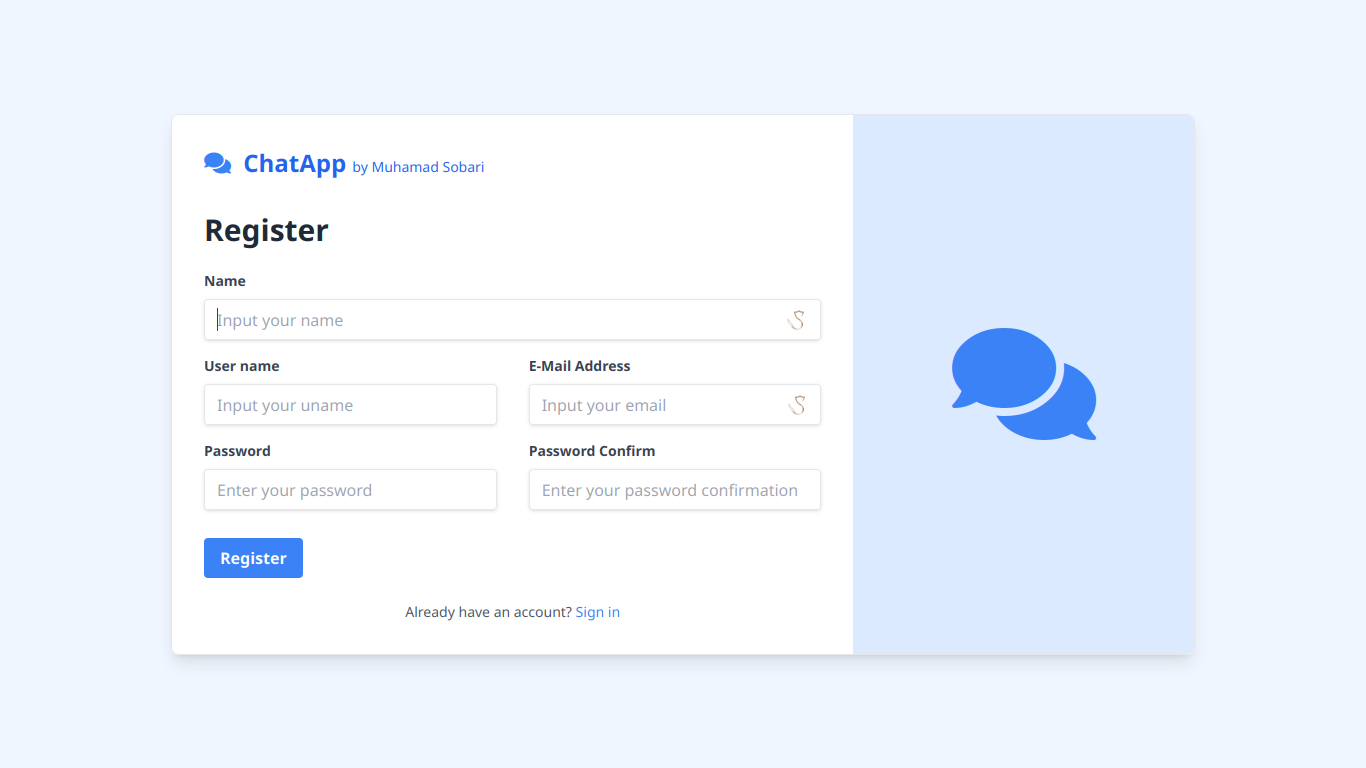 ChatApp by Muhamad Sobari
Register
Name
Input your name
User name
E-Mail Address
Input your uname
Input your email
Password
Password Confirm
Enter your password
Enter your password confirmation
Register
Already have an account? Sign in